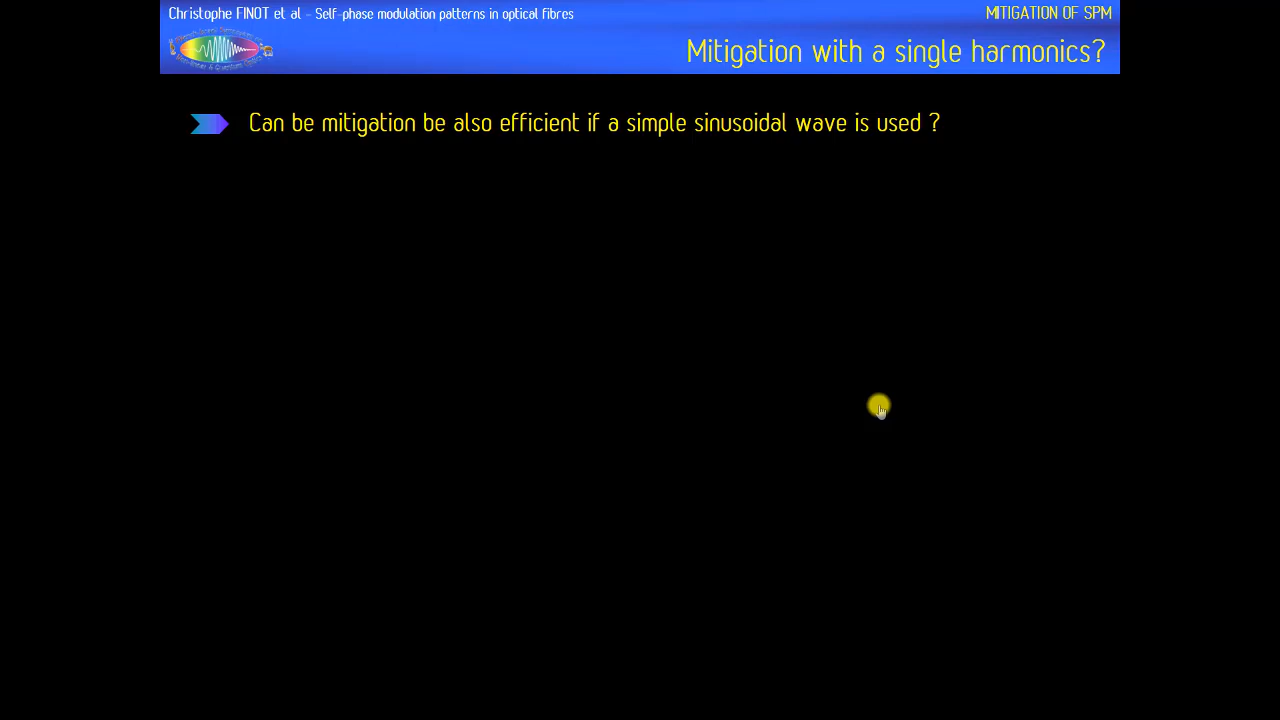 Christophe FINOT et al - Self-phase modulation patterns in optical fibres
MITIGATION OF SPM
Mitigation with a single harmonics?
Can be mitigation be also efficient if a simple sinusoidal wave is used ?